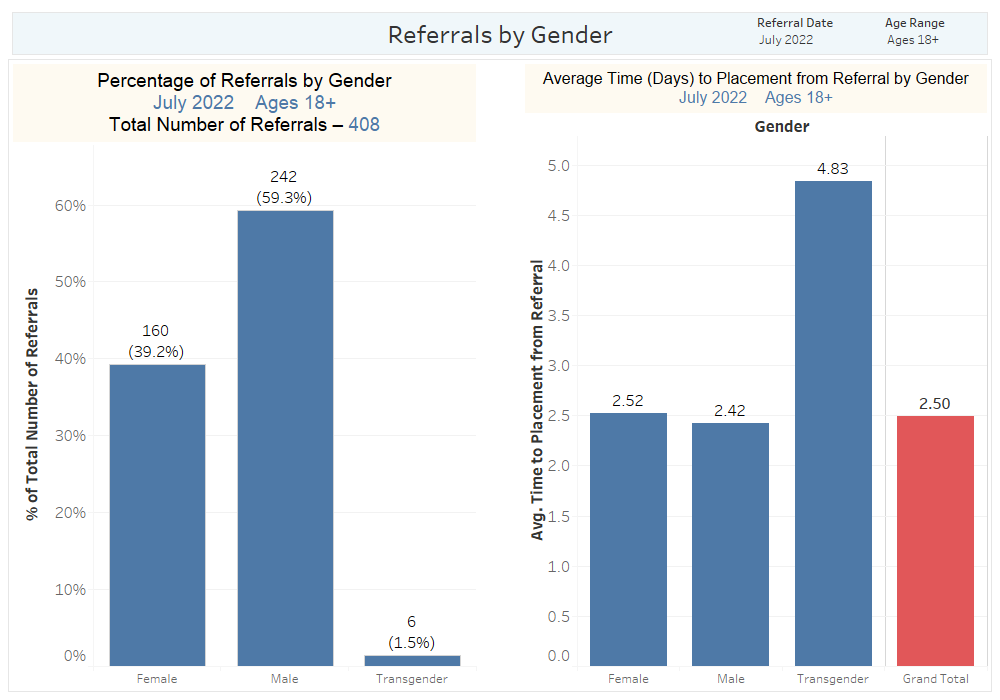 Referrals by Gender
Referral Date
July 2022
Age Range
Ages 18+
Percentage of Referrals by Gender
July 2022 Ages 18+
Total Number of Referrals – 408
% of Total Number of Referrals
60%
50%
40%
30%
20%
10%
0%
160
(39.2%)
242
(59.3%)
6
(1.5%)
Female
Male
Transgender
Average Time (Days) to Placement from Referral by Gender
July 2022 Ages 18+
Gender
Avg. Time to Placement from Referral
5.0
4.5
4.0
3.5
3.0
2.5
2.0
1.5
1.0
0.5
0.0
2.52
2.42
4.83
2.50
Female
Male
Transgender
Grand Total